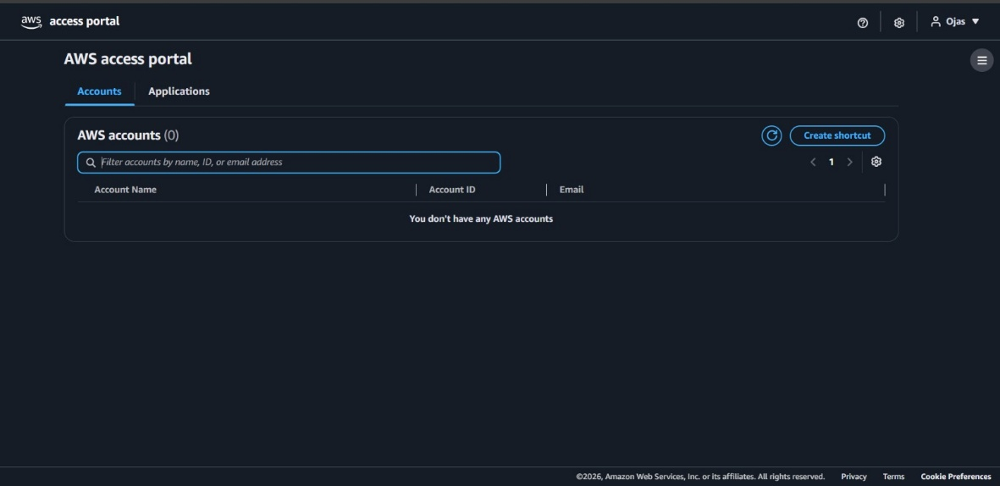 aws access portal Ojas
AWS access portal
Accounts Applications
AWS accounts (0) Create shortcut
Filter accounts by name, ID, or email address 1
Account Name Account ID Email
You don't have any AWS accounts
©2026, Amazon Web Services, Inc. or its affiliates. All rights reserved. Privacy Terms Cookie Preferences